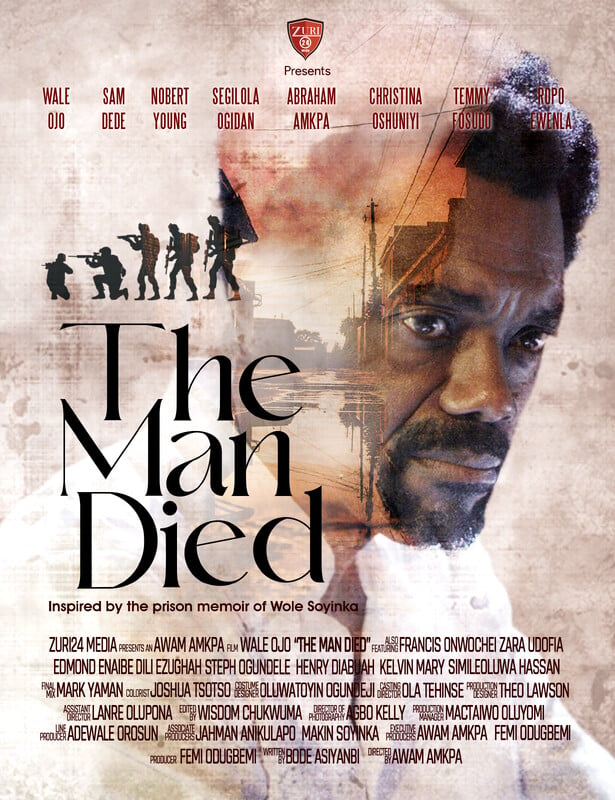 ZURI
24
Presents
WALE OJO
SAM DEDE
NOBERT YOUNG
SEGILOLA OGIDAN
ABRAHAM AMKPA
CHRISTINA OSHUNIYI
TEMMY FOSUDO
ROPO EWENLA
The
Man
Died
Inspired by the prison memoir of Wole Soyinka
ZURI24 MEDIA PRESENTS AN AWAM AMKPA FILM WALE OJO "THE MAN DIED" ALSO FEATURING FRANCIS ONWOCHEI ZARA UDOFIA
EDMOND ENAIBE DILI EZUGHAH STEPH OGUNDELE HENRY DIABUAH KELVIN MARY SIMILEOLUWA HASSAN
FINAL MIX MARK YAMAN COLORIST JOSHUA TSOTSO COSTUME DESIGNER OLUWATOYIN OGUNDEJI CASTING DIRECTOR OLA TEHINSE PRODUCTION DESIGNER THEO LAWSON
ASSISTANT DIRECTOR LANRE OLUPONA EDITED BY WISDOM CHUKWUMA DIRECTOR OF PHOTOGRAPHY AGBO KELLY PRODUCTION MANAGER MACTAIWO OLUYOMI
LINE PRODUCER ADEWALE OROSUN ASSOCIATE PRODUCERS JAHMAN ANIKULAPO MAKIN SOYINKA EXECUTIVE PRODUCERS AWAM AMKPA FEMI ODUGBEMI
PRODUCER FEMI ODUGBEMI WRITTEN BY BODE ASIYANBI DIRECTED BY AWAM AMKPA